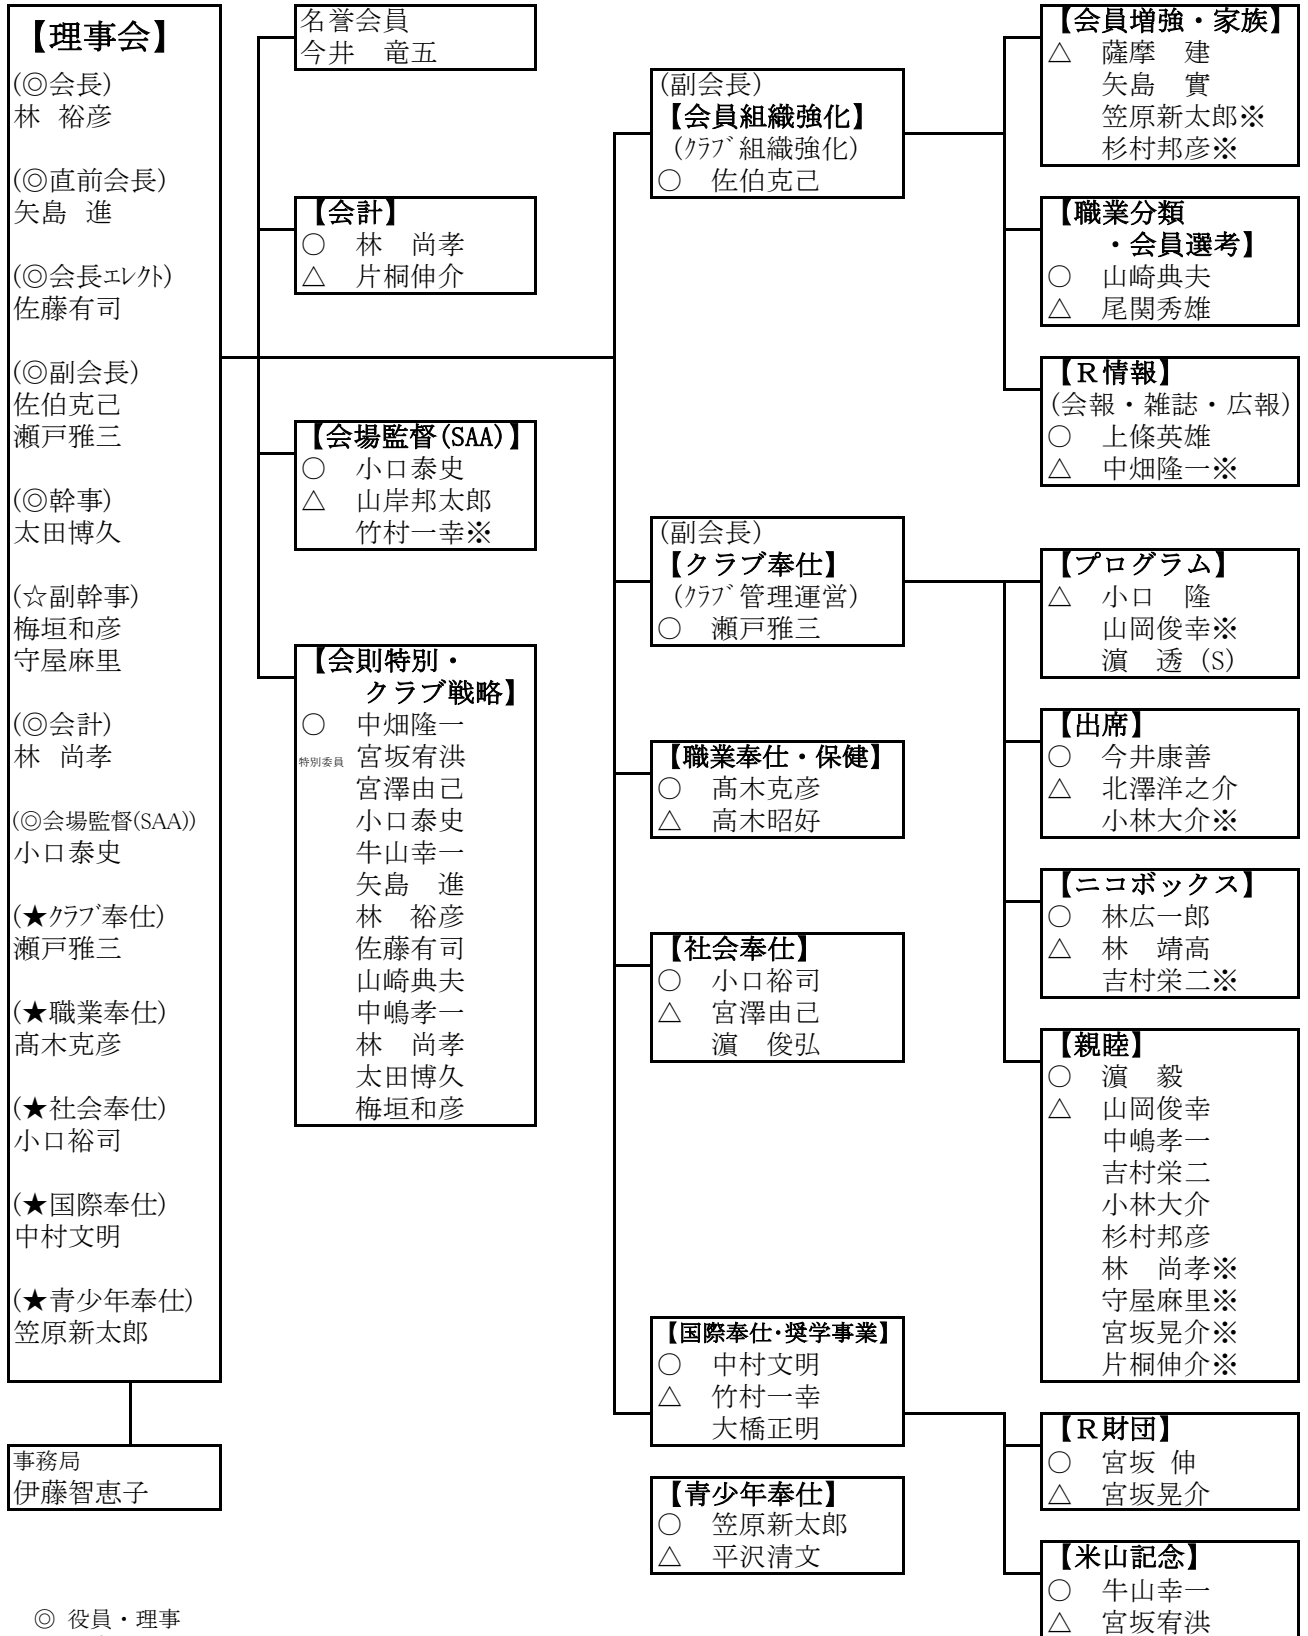 【理事会】
(◎会長)
林 裕彦
(◎直前会長)
矢島 進
(◎会長ｴﾚｸﾄ)
佐藤有司
(◎副会長)
佐伯克己
瀬戸雅三
(◎幹事)
太田博久
(☆副幹事)
梅垣和彦
守屋麻里
(◎会計)
林 尚孝
(◎会場監督(SAA))
小口泰史
(★ｸﾗﾌﾞ奉仕)
瀬戸雅三
(★職業奉仕)
髙木克彦
(★社会奉仕)
小口裕司
(★国際奉仕)
中村文明
(★青少年奉仕)
笠原新太郎
事務局
伊藤智恵子
◎ 役員・理事
名誉会員
今井 竜五
【会計】
○ 林 尚孝
△ 片桐伸介
【会場監督(SAA)】
○ 小口泰史
△ 山岸邦太郎
竹村一幸※
【会則特別・
クラブ戦略】
○ 中畑隆一
特別委員 宮坂宥洪
宮澤由己
小口泰史
牛山幸一
矢島 進
林 裕彦
佐藤有司
山崎典夫
中嶋孝一
林 尚孝
太田博久
梅垣和彦
(副会長)
【会員組織強化】
(ｸﾗﾌﾞ組織強化)
○ 佐伯克己
(副会長)
【クラブ奉仕】
(ｸﾗﾌﾞ管理運営)
○ 瀬戸雅三
【職業奉仕・保健】
○ 髙木克彦
△ 高木昭好
【社会奉仕】
○ 小口裕司
△ 宮澤由己
濵 俊弘
【国際奉仕・奨学事業】
○ 中村文明
△ 竹村一幸
大橋正明
【青少年奉仕】
○ 笠原新太郎
△ 平沢清文
【会員増強・家族】
△ 薩摩 建
矢島 實
笠原新太郎※
杉村邦彦※
【職業分類
・会員選考】
○ 山崎典夫
△ 尾関秀雄
【Ｒ情報】
(会報・雑誌・広報)
○ 上條英雄
△ 中畑隆一※
【プログラム】
△ 小口 隆
山岡俊幸※
濵 透 (S)
【出席】
○ 今井康善
△ 北澤洋之介
小林大介※
【ニコボックス】
○ 林広一郎
△ 林 靖高
吉村栄二※
【親睦】
○ 濵 毅
△ 山岡俊幸
中嶋孝一
吉村栄二
小林大介
杉村邦彦
林 尚孝※
守屋麻里※
宮坂晃介※
片桐伸介※
【Ｒ財団】
○ 宮坂 伸
△ 宮坂晃介
【米山記念】
○ 牛山幸一
△ 宮坂宥洪